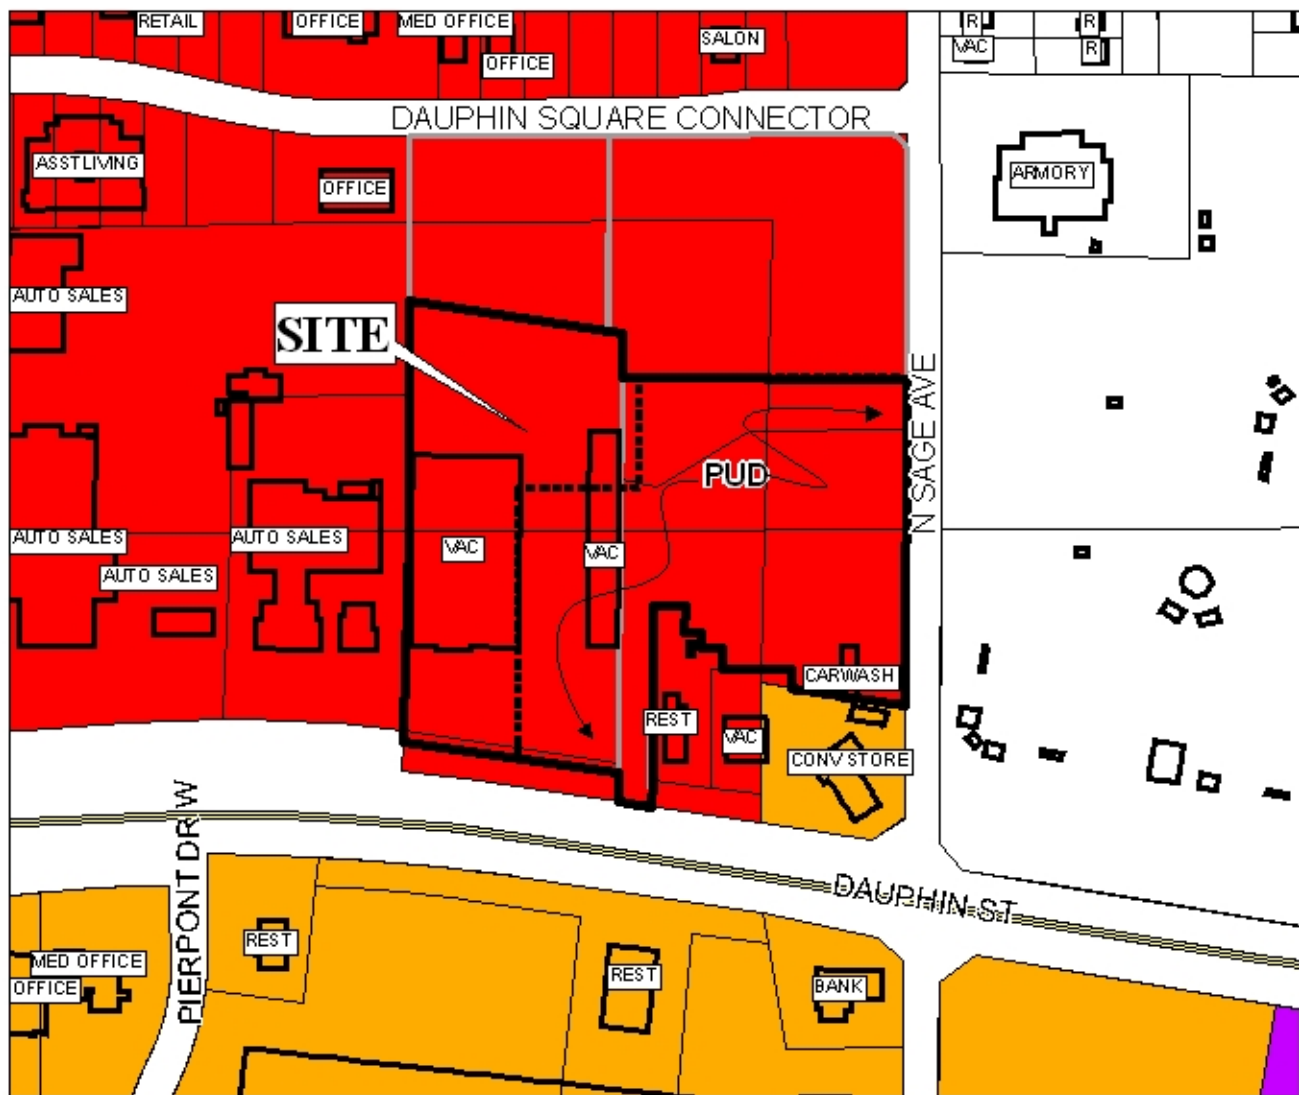 RETAIL
OFFICE
MED OFFICE
OFFICE
SALON
R
R
VAC
R
DAUPHIN SQUARE CONNECTOR
ASSTLIVING
OFFICE
ARMORY
AUTO SALES
SITE
N SAGE AVE
PUD
AUTO SALES
AUTO SALES
VAC
VAC
AUTO SALES
CARWASH
REST
VAC
CONV STORE
PIERPONT DR W
DAUPHIN ST
REST
MED OFFICE
OFFICE
REST
BANK